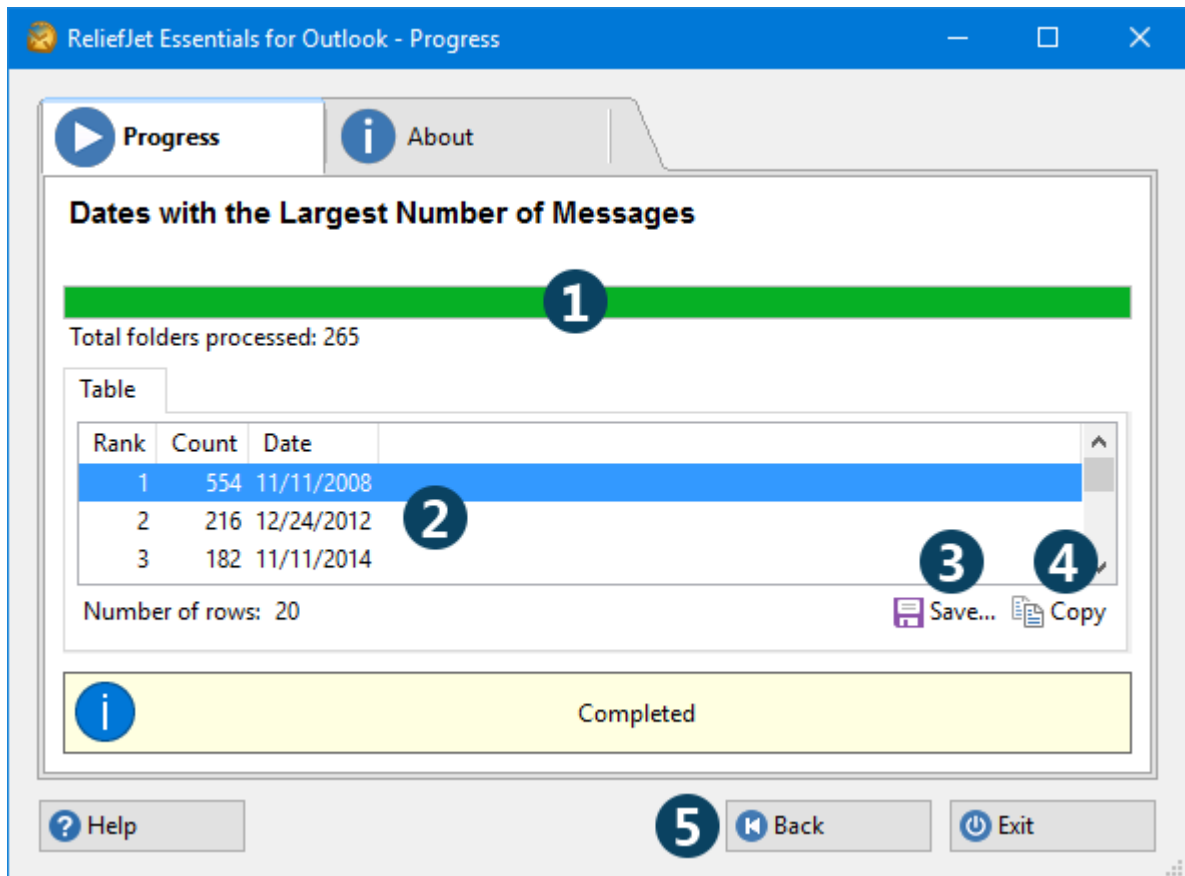 ReliefJet Essentials for Outlook - Progress
Progress
About
Dates with the Largest Number of Messages
1
Total folders processed: 265
Table
Rank Count Date
1 554 11/11/2008
2 216 12/24/2012
3 182 11/11/2014
2
3
4
Number of rows: 20
Save...
Copy
i
Completed
? Help
5
Back
Exit